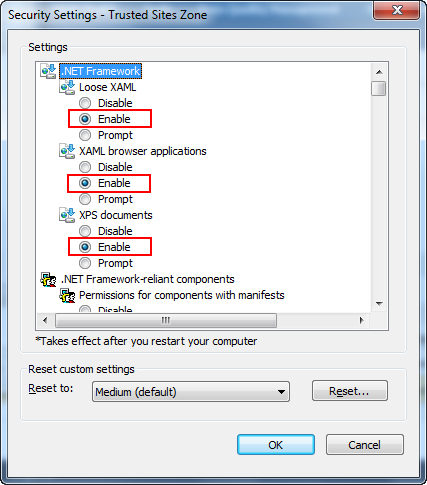 Security Settings - Trusted Sites Zone
Settings
.NET Framework
Loose XAML
Disable
Enable
Prompt
XAML browser applications
Disable
Enable
Prompt
XPS documents
Disable
Enable
Prompt
.NET Framework-reliant components
Permissions for components with manifests
Disable
*Takes effect after you restart your computer
Reset custom settings
Reset to:
Medium (default)
Reset...
OK
Cancel